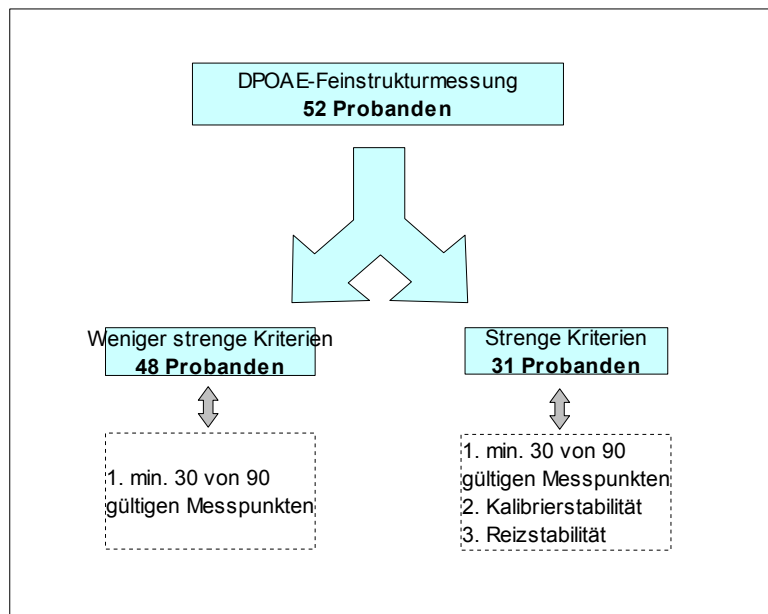 DPOAE-Feinstrukturmessung
52 Probanden
Weniger strenge Kriterien
48 Probanden
Strenge Kriterien
31 Probanden
1. min. 30 von 90
gültigen Messpunkten
1. min. 30 von 90
gültigen Messpunkten
2. Kalibrierstabilität
3. Reizstabilität